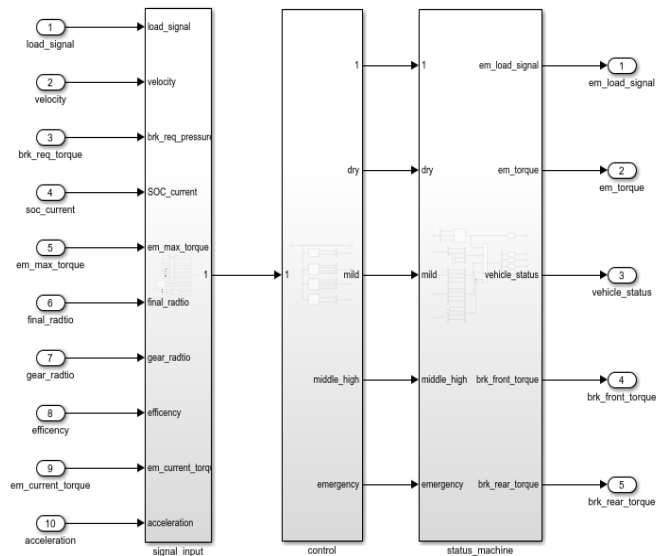 1
load_signal
2
velocity
3
brk_req_torque
4
soc_current
5
em_max_torque
6
final_radtio
7
gear_radtio
8
efficency
9
em_current_torque
10
acceleration
load_signal
velocity
brk_req_pressure
SOC_current
em_max_torque
final_radtio
gear_radtio
efficency
em_current_torqu
acceleration
1
signal_input
1
1
dry
mild
middle_high
emergency
control
1
dry
mild
middle_high
emergency
em_load_signal
em_torque
vehicle_status
brk_front_torque
brk_rear_torque
status_machine
1
em_load_signal
2
em_torque
3
vehicle_status
4
brk_front_torque
5
brk_rear_torque